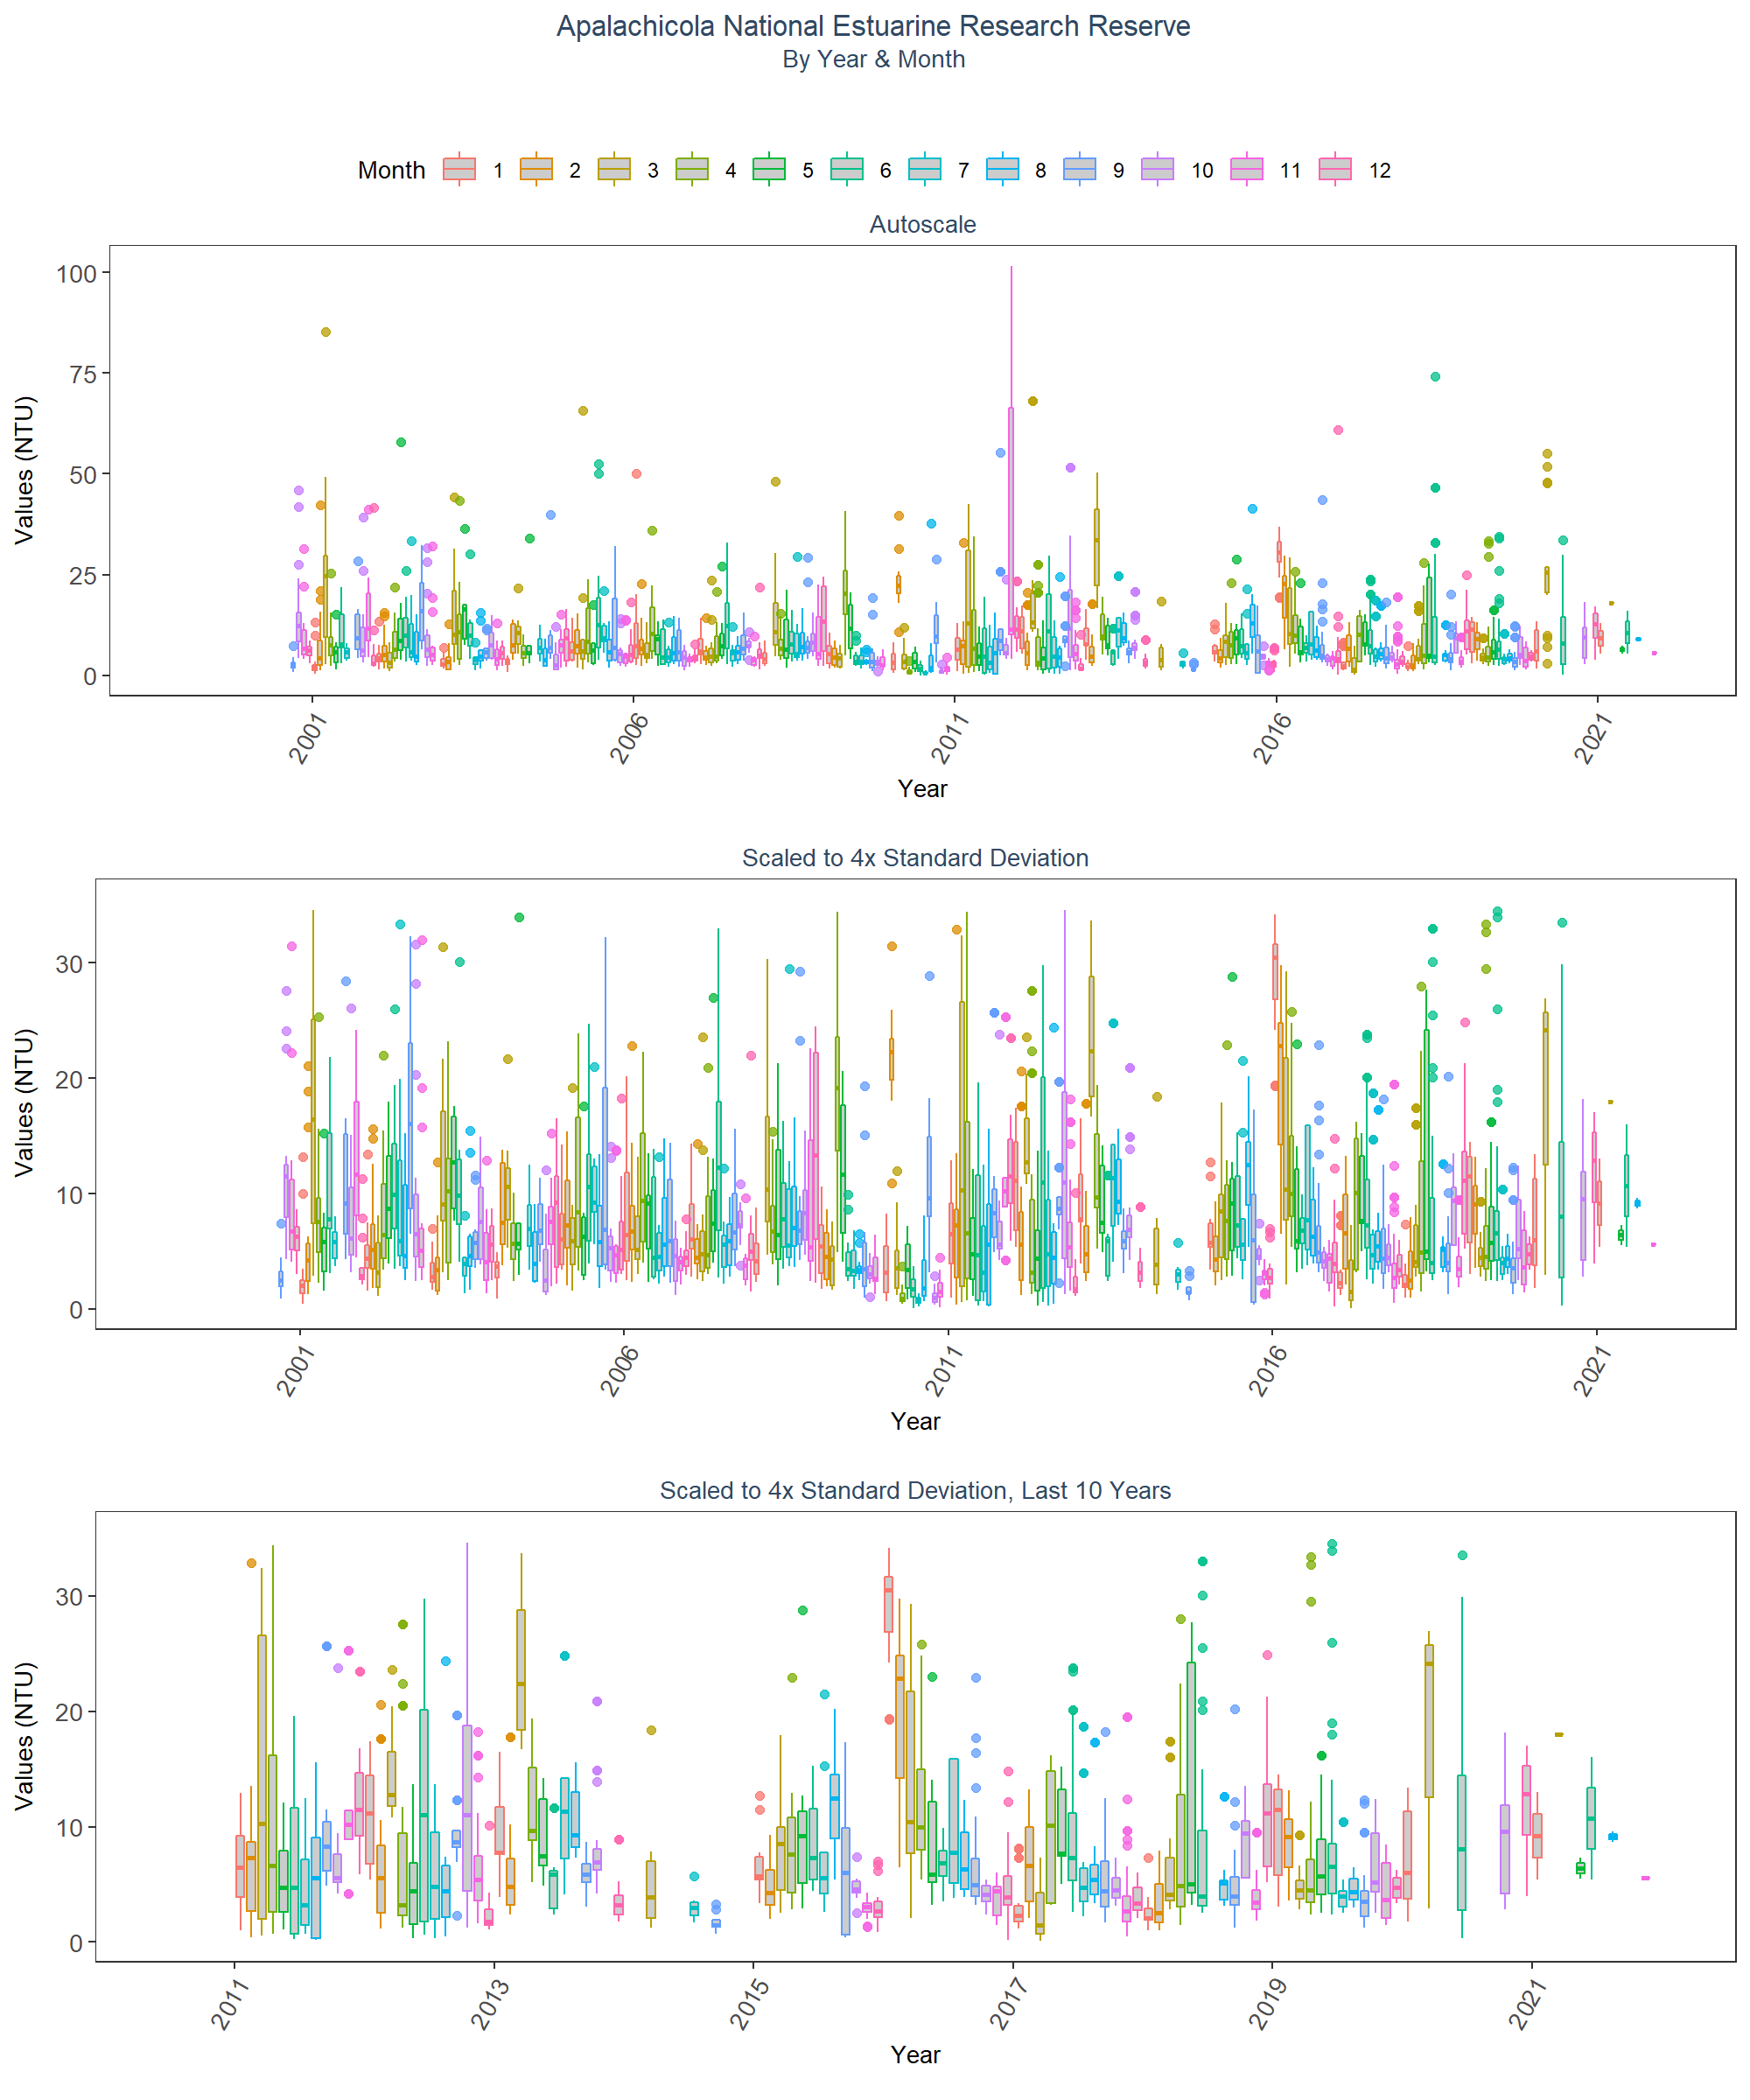 Apalachicola National Estuarine Research Reserve
By Year & Month
Month 1 2 3 4 5 6 7 8 9 10 11 12
Autoscale
Values (NTU)
100
75
50
25
0
2001 2006 2011 2016 2021
Year
Scaled to 4x Standard Deviation
Values (NTU)
30
20
10
0
2001 2006 2011 2016 2021
Year
Scaled to 4x Standard Deviation, Last 10 Years
Values (NTU)
30
20
10
0
2011 2013 2015 2017 2019 2021
Year